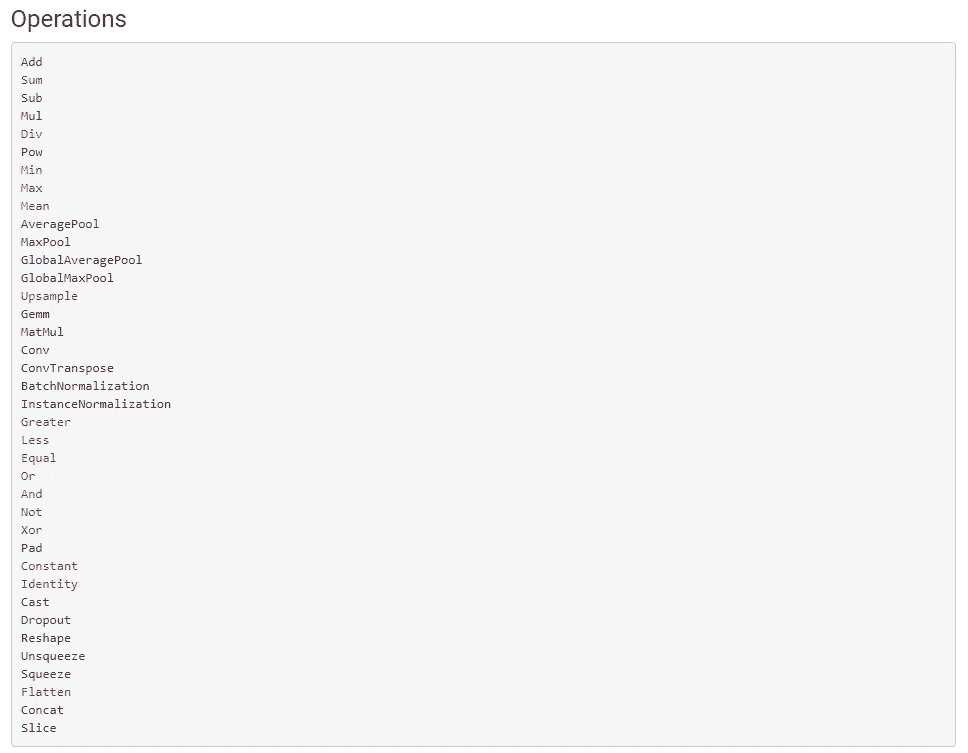 Operations
Add
Sum
Sub
Mul
Div
Pow
Min
Max
Mean
AveragePool
MaxPool
GlobalAveragePool
GlobalMaxPool
Upsample
Gemm
MatMul
Conv
ConvTranspose
BatchNormalization
InstanceNormalization
Greater
Less
Equal
Or
And
Not
Xor
Pad
Constant
Identity
Cast
Dropout
Reshape
Unsqueeze
Squeeze
Flatten
Concat
Slice